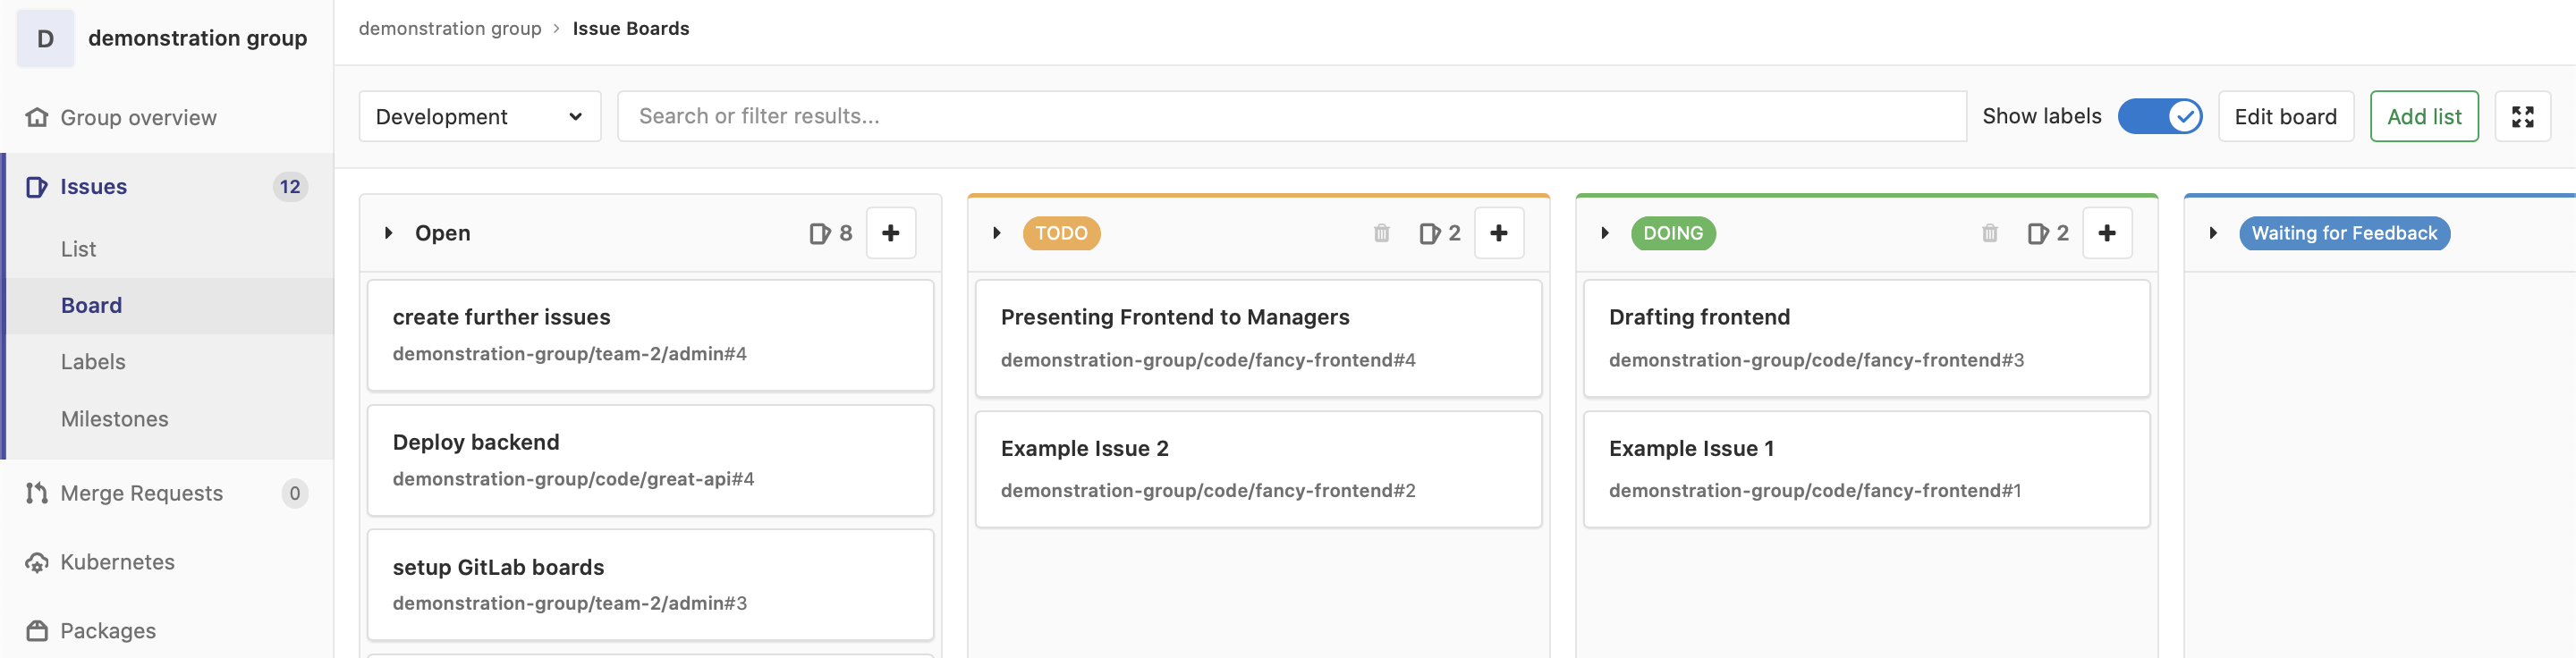 D demonstration group
Group overview
Issues 12
List
Board
Labels
Milestones
Merge Requests 0
Kubernetes
Packages
demonstration group > Issue Boards
Development
Search or filter results...
Show labels
Edit board
Add list
Open 8
create further issues
demonstration-group/team-2/admin#4
Deploy backend
demonstration-group/code/great-api#4
setup GitLab boards
demonstration-group/team-2/admin#3
TODO 2
Presenting Frontend to Managers
demonstration-group/code/fancy-frontend#4
Example Issue 2
demonstration-group/code/fancy-frontend#2
DOING 2
Drafting frontend
demonstration-group/code/fancy-frontend#3
Example Issue 1
demonstration-group/code/fancy-frontend#1
Waiting for Feedback